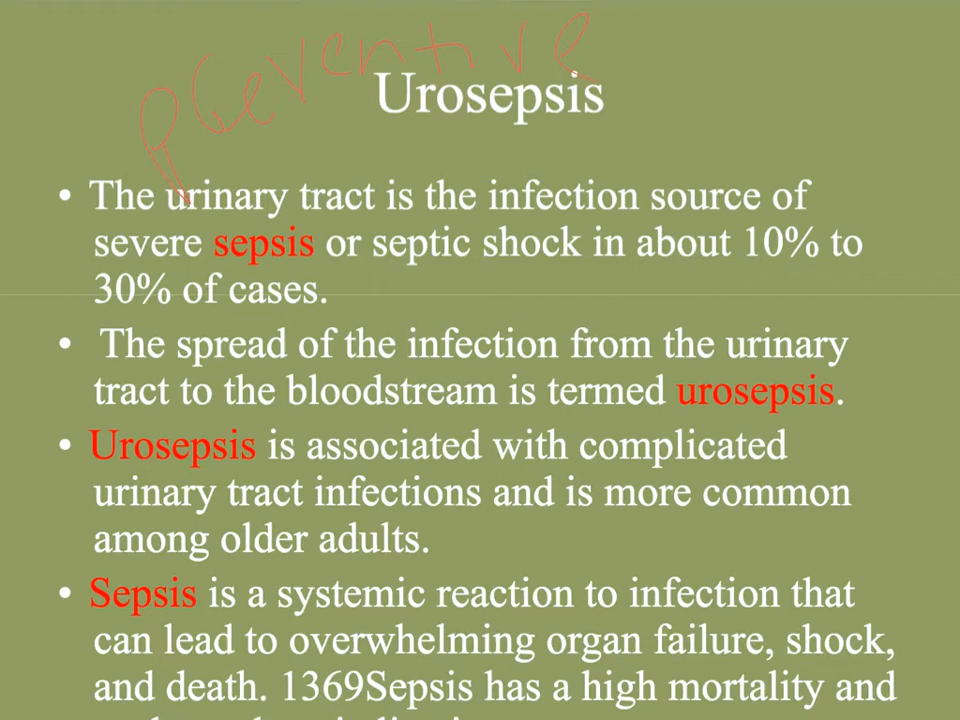 preventive
Urosepsis
• The urinary tract is the infection source of
severe sepsis or septic shock in about 10% to
30% of cases.
• The spread of the infection from the urinary
tract to the bloodstream is termed urosepsis.
• Urosepsis is associated with complicated
urinary tract infections and is more common
among older adults.
• Sepsis is a systemic reaction to infection that
can lead to overwhelming organ failure, shock,
and death. 1369Sepsis has a high mortality and